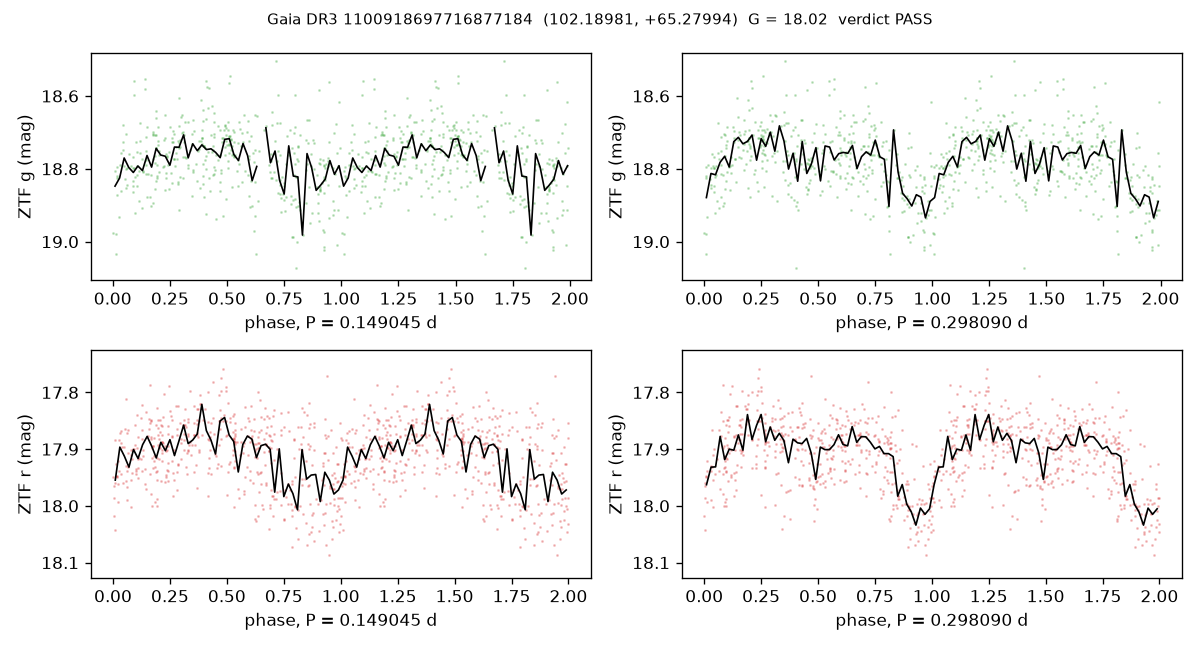 Gaia DR3 1100918697716877184 (102.18981, +65.27994) G = 18.02 verdict PASS
ZTF g (mag)
18.6
18.8
19.0
0.00 0.25 0.50 0.75 1.00 1.25 1.50 1.75 2.00
phase, P = 0.149045 d
ZTF g (mag)
18.6
18.8
19.0
0.00 0.25 0.50 0.75 1.00 1.25 1.50 1.75 2.00
phase, P = 0.298090 d
ZTF r (mag)
17.8
17.9
18.0
18.1
0.00 0.25 0.50 0.75 1.00 1.25 1.50 1.75 2.00
phase, P = 0.149045 d
ZTF r (mag)
17.8
17.9
18.0
18.1
0.00 0.25 0.50 0.75 1.00 1.25 1.50 1.75 2.00
phase, P = 0.298090 d